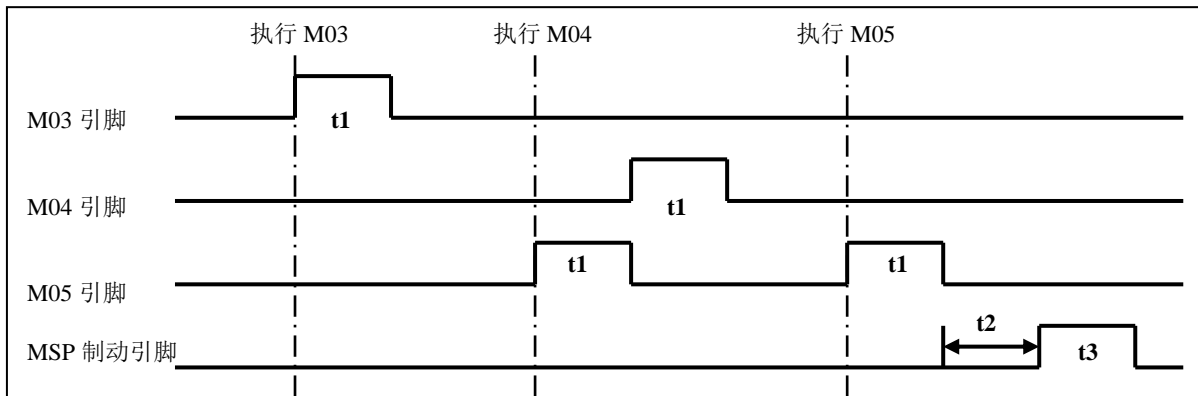 执行 M03 执行 M04 执行 M05
M03 引脚
t1
M04 引脚
t1
M05 引脚
t1 t1
MSP 制动引脚
t2
t3